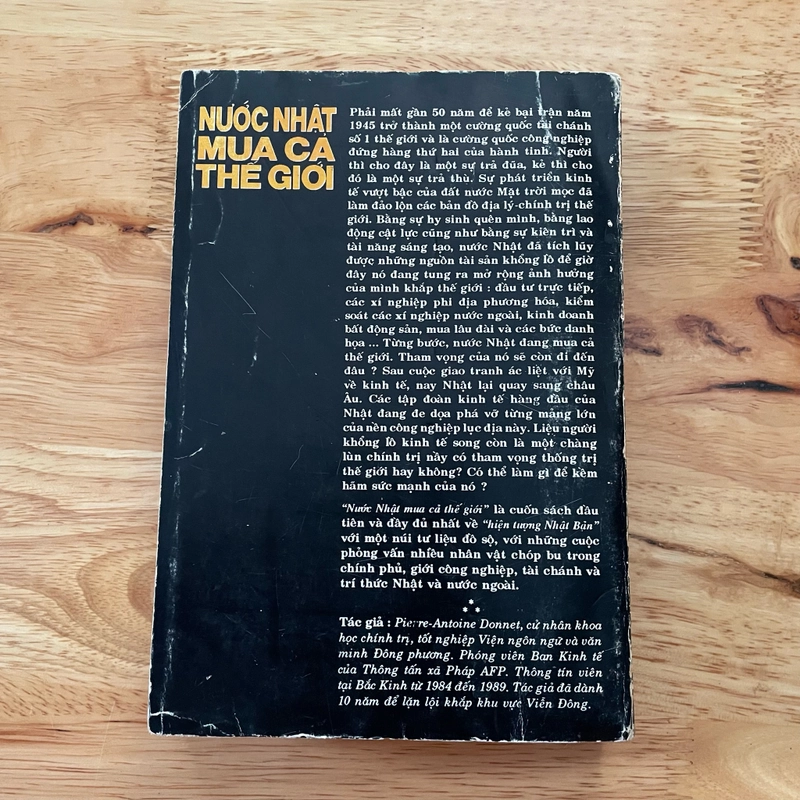 NƯỚC NHẬT
MUA CẢ
THẾ GIỚI
Phải mất gần 50 năm để kẻ bại trận năm
1945 trở thành một cường quốc tài chánh
số 1 thế giới và là cường quốc công nghiệp
đứng hàng thứ hai của hành tinh. Người
thì cho đây là một sự trả đũa, kẻ thì cho
đó là một sự trả thù. Sự phát triển kinh
tế vượt bậc của đất nước Mặt trời mọc đã
làm đảo lộn các bản đồ địa lý-chính trị thế
giới. Bằng sự hy sinh quên mình, bằng lao
động cật lực cũng như bằng sự kiên trì và
tài năng sáng tạo, nước Nhật đã tích lũy
được những nguồn tài sản khổng lồ để giờ
đây nó đang tung ra mở rộng ảnh hưởng
của mình khắp thế giới : đầu tư trực tiếp,
các xí nghiệp phi địa phương hóa, kiểm
soát các xí nghiệp nước ngoài, kinh doanh
bất động sản, mua lâu đài và các bức danh
họa ... Từng bước, nước Nhật đang mua cả
thế giới. Tham vọng của nó sẽ còn đi đến
đâu ? Sau cuộc giao tranh ác liệt với Mỹ
về kinh tế, nay Nhật lại quay sang châu
Âu. Các tập đoàn kinh tế hàng đầu của
Nhật đang đe dọa phá vỡ từng mảng lớn
của nền công nghiệp lục địa này. Liệu người
khổng lồ kinh tế song còn là một chàng
lùn chính trị nầy có tham vọng thống trị
thế giới hay không? Có thể làm gì để kềm
hãm sức mạnh của nó ?
"Nước Nhật mua cả thế giới" là cuốn sách đầu
tiên và đầy đủ nhất về "hiện tượng Nhật Bản"
với một núi tư liệu đồ sộ, với những cuộc
phỏng vấn nhiều nhân vật chóp bu trong
chính phủ, giới công nghiệp, tài chánh và
trí thức Nhật và nước ngoài.
Tác giả : Pierre-Antoine Donnet, cử nhân khoa
học chính trị, tốt nghiệp Viện ngôn ngữ và văn
minh Đông phương. Phóng viên Ban Kinh tế
của Thông tấn xã Pháp AFP. Thông tín viên
tại Bắc Kinh từ 1984 đến 1989. Tác giả đã dành
10 năm để lặn lội khắp khu vực Viễn Đông.